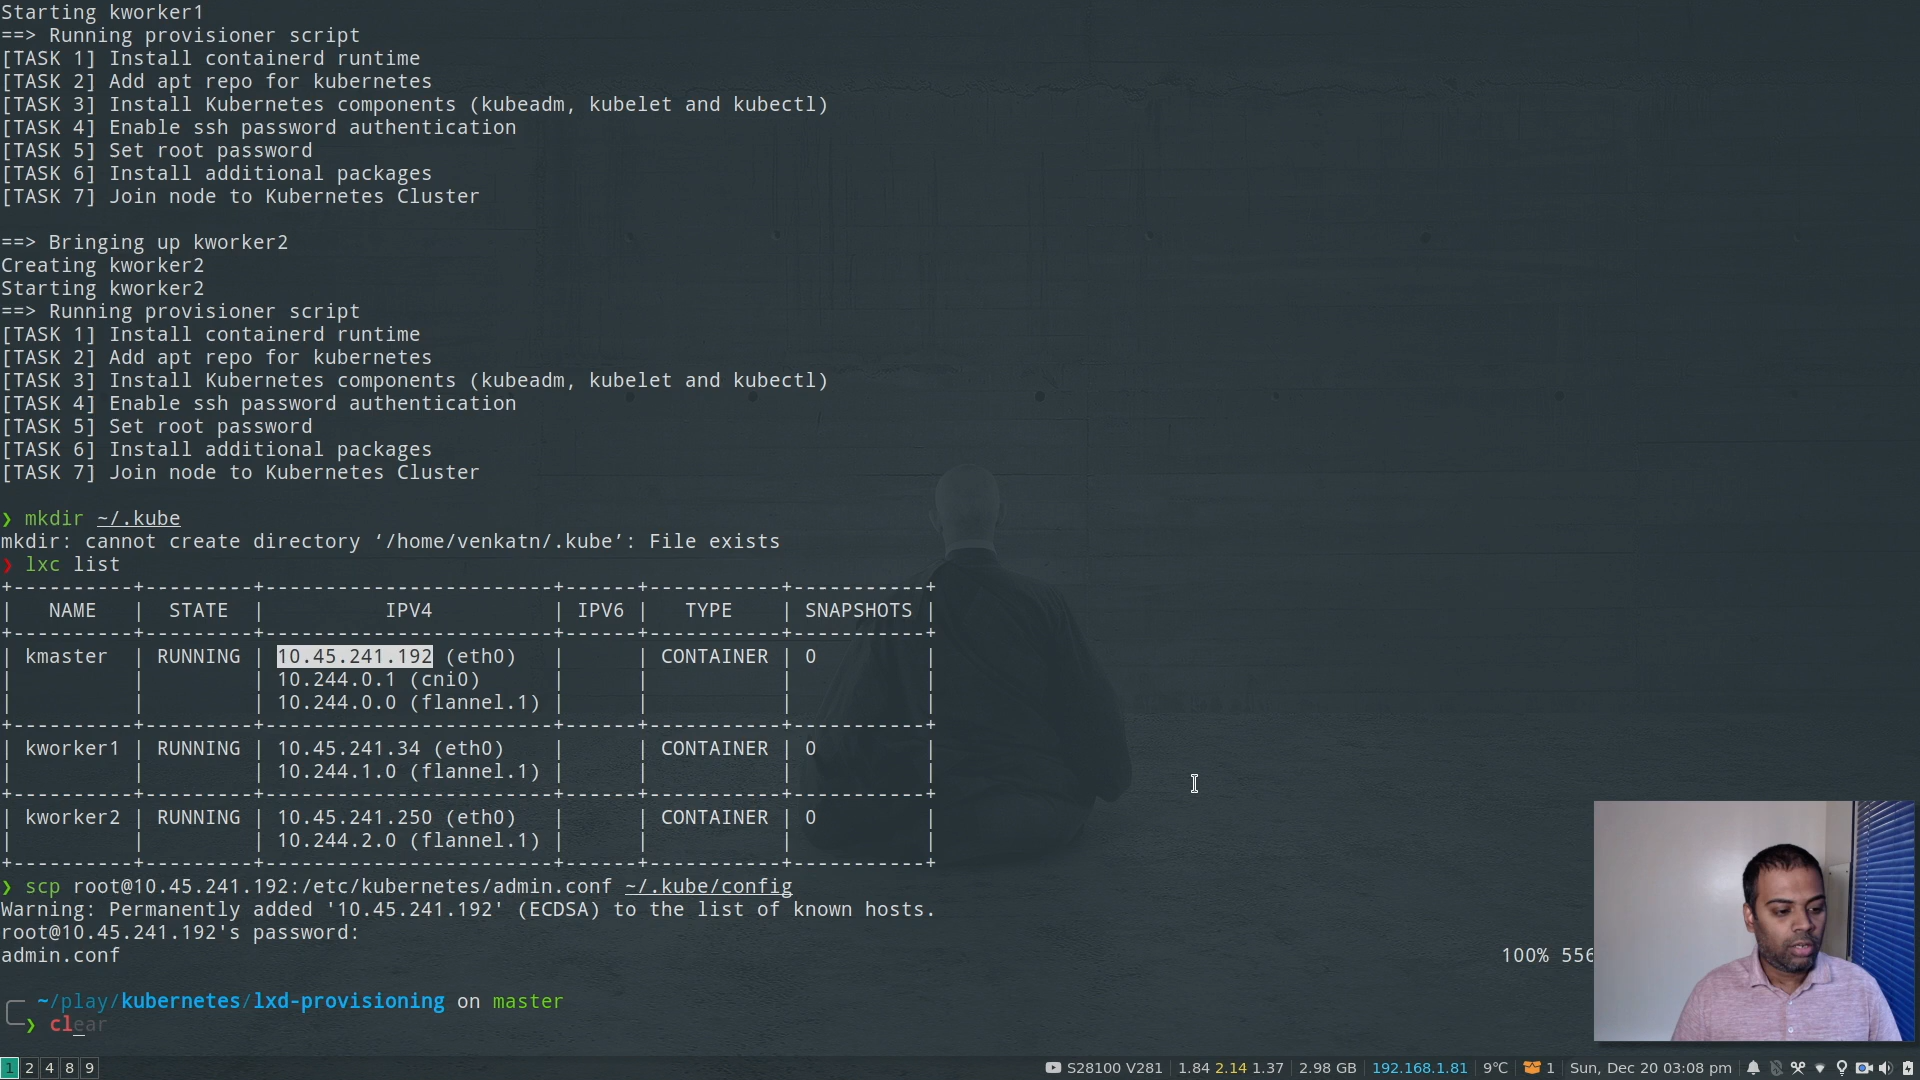 Starting kworker1
==> Running provisioner script
[TASK 1] Install containerd runtime
[TASK 2] Add apt repo for kubernetes
[TASK 3] Install Kubernetes components (kubeadm, kubelet and kubectl)
[TASK 4] Enable ssh password authentication
[TASK 5] Set root password
[TASK 6] Install additional packages
[TASK 7] Join node to Kubernetes Cluster
==> Bringing up kworker2
Creating kworker2
Starting kworker2
==> Running provisioner script
[TASK 1] Install containerd runtime
[TASK 2] Add apt repo for kubernetes
[TASK 3] Install Kubernetes components (kubeadm, kubelet and kubectl)
[TASK 4] Enable ssh password authentication
[TASK 5] Set root password
[TASK 6] Install additional packages
[TASK 7] Join node to Kubernetes Cluster
❯ mkdir ~/.kube
mkdir: cannot create directory ‘/home/venkatn/.kube’: File exists
❯ lxc list
+----------+---------+------------------------+------+-----------+-----------+
|   NAME   |  STATE  |          IPV4          | IPV6 |   TYPE    | SNAPSHOTS |
+----------+---------+------------------------+------+-----------+-----------+
| kmaster  | RUNNING | 10.45.241.192 (eth0)   |      | CONTAINER | 0         |
|          |         | 10.244.0.1 (cni0)      |      |           |           |
|          |         | 10.244.0.0 (flannel.1) |      |           |           |
+----------+---------+------------------------+------+-----------+-----------+
| kworker1 | RUNNING | 10.45.241.34 (eth0)    |      | CONTAINER | 0         |
|          |         | 10.244.1.0 (flannel.1) |      |           |           |
+----------+---------+------------------------+------+-----------+-----------+
| kworker2 | RUNNING | 10.45.241.250 (eth0)   |      | CONTAINER | 0         |
|          |         | 10.244.2.0 (flannel.1) |      |           |           |
+----------+---------+------------------------+------+-----------+-----------+
❯ scp root@10.45.241.192:/etc/kubernetes/admin.conf ~/.kube/config
Warning: Permanently added '10.45.241.192' (ECDSA) to the list of known hosts.
root@10.45.241.192's password:
admin.conf 100% 556
~/play/kubernetes/lxd-provisioning on master
❯ clear
1 2 4 8 9 S28100 V281 | 1.84 2.14 1.37 | 2.98 GB | 192.168.1.81 | 9°C | 1 | Sun, Dec 20 03:08 pm |